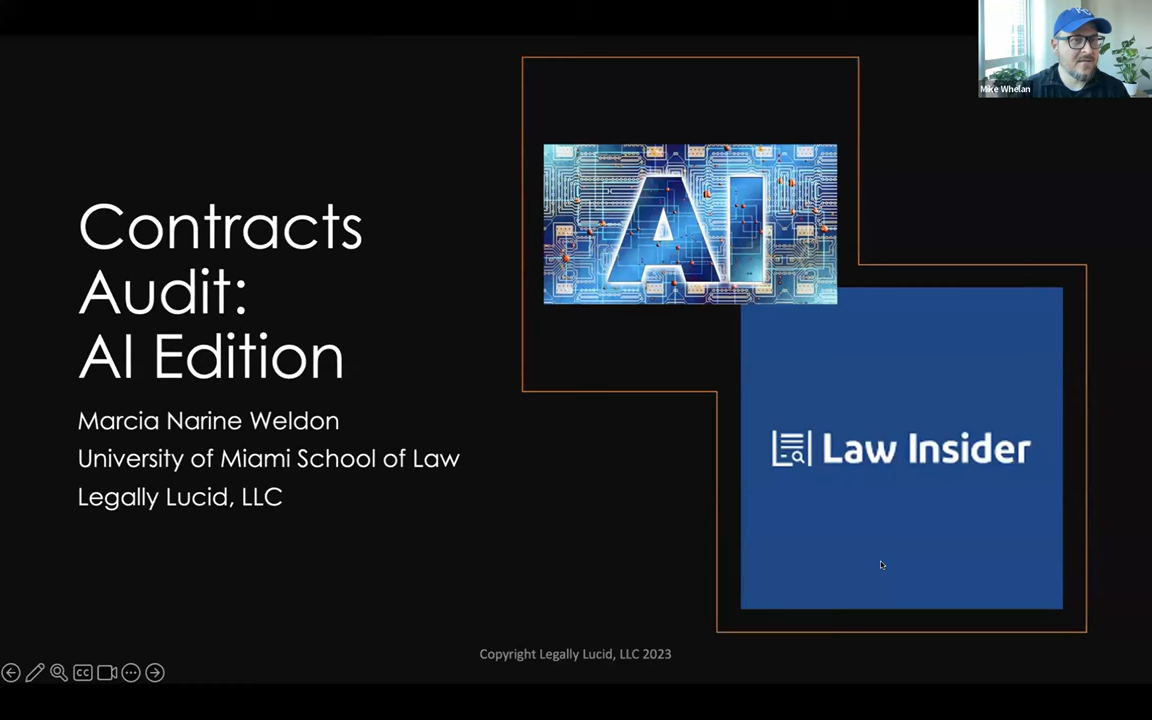 Mike Whelan
Contracts
Audit:
AI Edition
Marcia Narine Weldon
University of Miami School of Law
Legally Lucid, LLC
AI
Law Insider
Copyright Legally Lucid, LLC 2023
CC